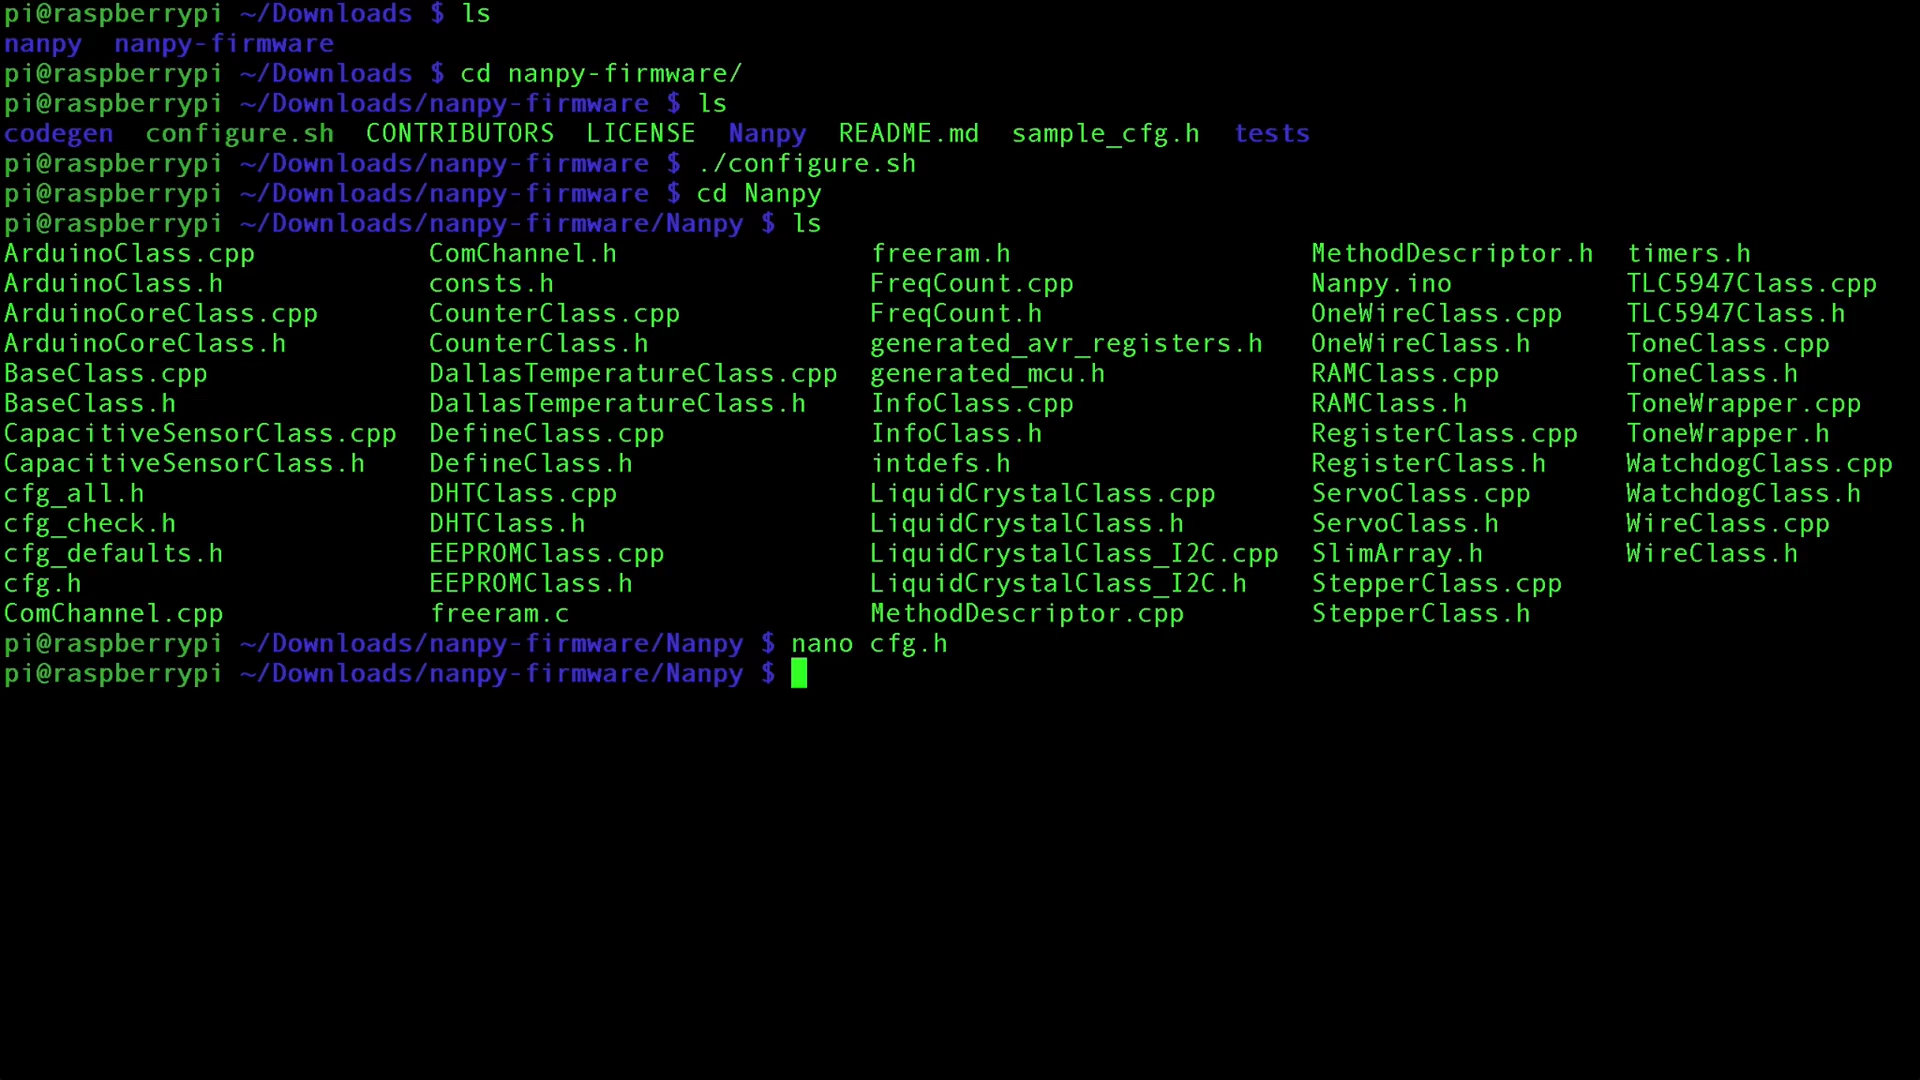 pi@raspberrypi ~/Downloads $ ls
nanpy  nanpy-firmware
pi@raspberrypi ~/Downloads $ cd nanpy-firmware/
pi@raspberrypi ~/Downloads/nanpy-firmware $ ls
codegen  configure.sh  CONTRIBUTORS  LICENSE  Nanpy  README.md  sample_cfg.h  tests
pi@raspberrypi ~/Downloads/nanpy-firmware $ ./configure.sh
pi@raspberrypi ~/Downloads/nanpy-firmware $ cd Nanpy
pi@raspberrypi ~/Downloads/nanpy-firmware/Nanpy $ ls
ArduinoClass.cpp  ComChannel.h  freeram.h  MethodDescriptor.h  timers.h
ArduinoClass.h  consts.h  FreqCount.cpp  Nanpy.ino  TLC5947Class.cpp
ArduinoCoreClass.cpp  CounterClass.cpp  FreqCount.h  OneWireClass.cpp  TLC5947Class.h
ArduinoCoreClass.h  CounterClass.h  generated_avr_registers.h  OneWireClass.h  ToneClass.cpp
BaseClass.cpp  DallasTemperatureClass.cpp  generated_mcu.h  RAMClass.cpp  ToneClass.h
BaseClass.h  DallasTemperatureClass.h  InfoClass.cpp  RAMClass.h  ToneWrapper.cpp
CapacitiveSensorClass.cpp  DefineClass.cpp  InfoClass.h  RegisterClass.cpp  ToneWrapper.h
CapacitiveSensorClass.h  DefineClass.h  intdefs.h  RegisterClass.h  WatchdogClass.cpp
cfg_all.h  DHTClass.cpp  LiquidCrystalClass.cpp  ServoClass.cpp  WatchdogClass.h
cfg_check.h  DHTClass.h  LiquidCrystalClass.h  ServoClass.h  WireClass.cpp
cfg_defaults.h  EEPROMClass.cpp  LiquidCrystalClass_I2C.cpp  SlimArray.h  WireClass.h
cfg.h  EEPROMClass.h  LiquidCrystalClass_I2C.h  StepperClass.cpp
ComChannel.cpp  freeram.c  MethodDescriptor.cpp  StepperClass.h
pi@raspberrypi ~/Downloads/nanpy-firmware/Nanpy $ nano cfg.h
pi@raspberrypi ~/Downloads/nanpy-firmware/Nanpy $